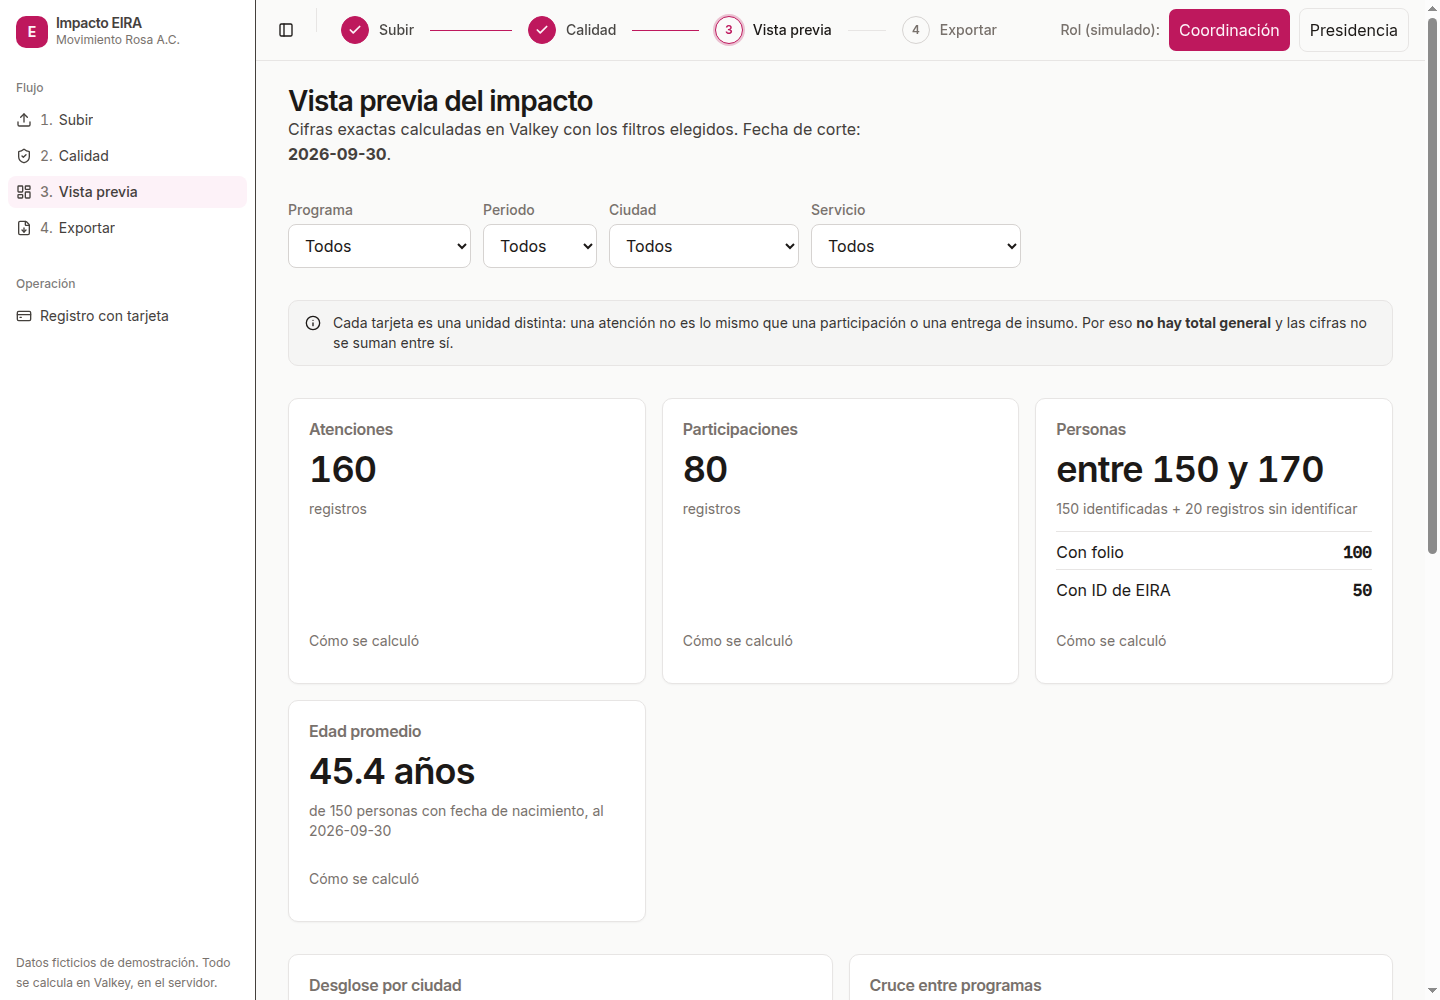 E
Impacto EIRA
Movimiento Rosa A.C.
Flujo
1. Subir
2. Calidad
3. Vista previa
4. Exportar
Operación
Registro con tarjeta
Datos ficticios de demostración. Todo
se calcula en Valkey, en el servidor.
Subir
Calidad
3 Vista previa
4 Exportar
Rol (simulado):
Coordinación
Presidencia
Vista previa del impacto
Cifras exactas calculadas en Valkey con los filtros elegidos. Fecha de corte:
2026-09-30.
Programa
Todos
Periodo
Todos
Ciudad
Todos
Servicio
Todos
Cada tarjeta es una unidad distinta: una atención no es lo mismo que una participación o una entrega de insumo. Por eso no hay total general y las cifras no
se suman entre sí.
Atenciones
160
registros
Cómo se calculó
Participaciones
80
registros
Cómo se calculó
Personas
entre 150 y 170
150 identificadas + 20 registros sin identificar
Con folio 100
Con ID de EIRA 50
Cómo se calculó
Edad promedio
45.4 años
de 150 personas con fecha de nacimiento, al
2026-09-30
Cómo se calculó
Desglose por ciudad
Cruce entre programas